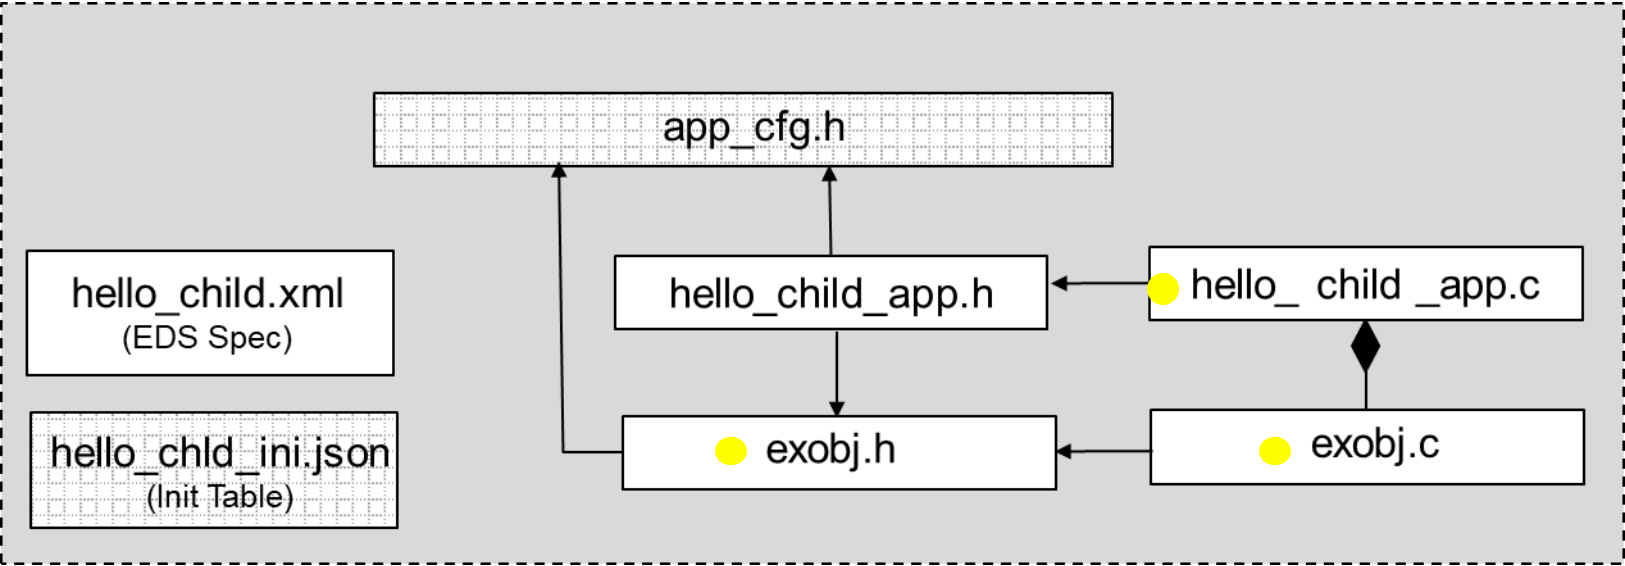 app_cfg.h
hello_child.xml
(EDS Spec)
hello_child_app.h
hello_ child _app.c
hello_chld_ini.json
(Init Table)
exobj.h
exobj.c